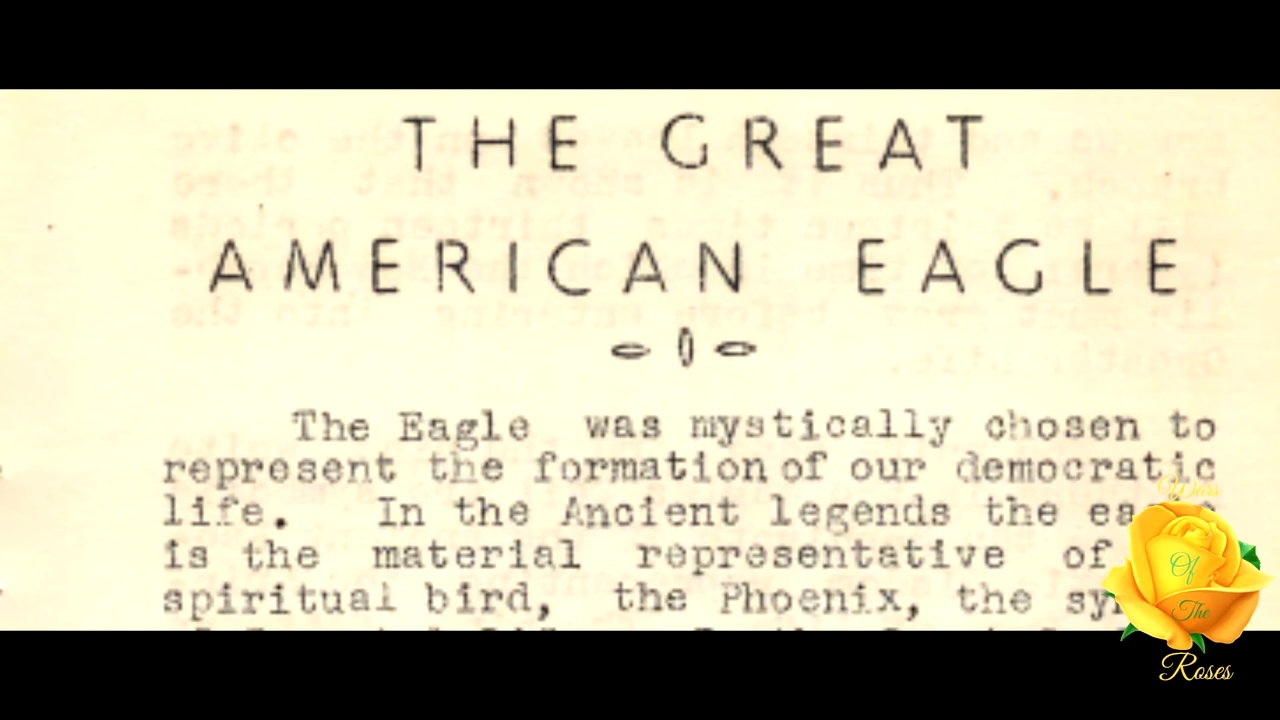 THE GREAT
AMERICAN EAGLE
The Eagle was mystically chosen to
represent the formation of our democratic
life. In the Ancient legends the
is the material representative of
spiritual bird, the Phoenix, the
Wars
Of
The
Roses